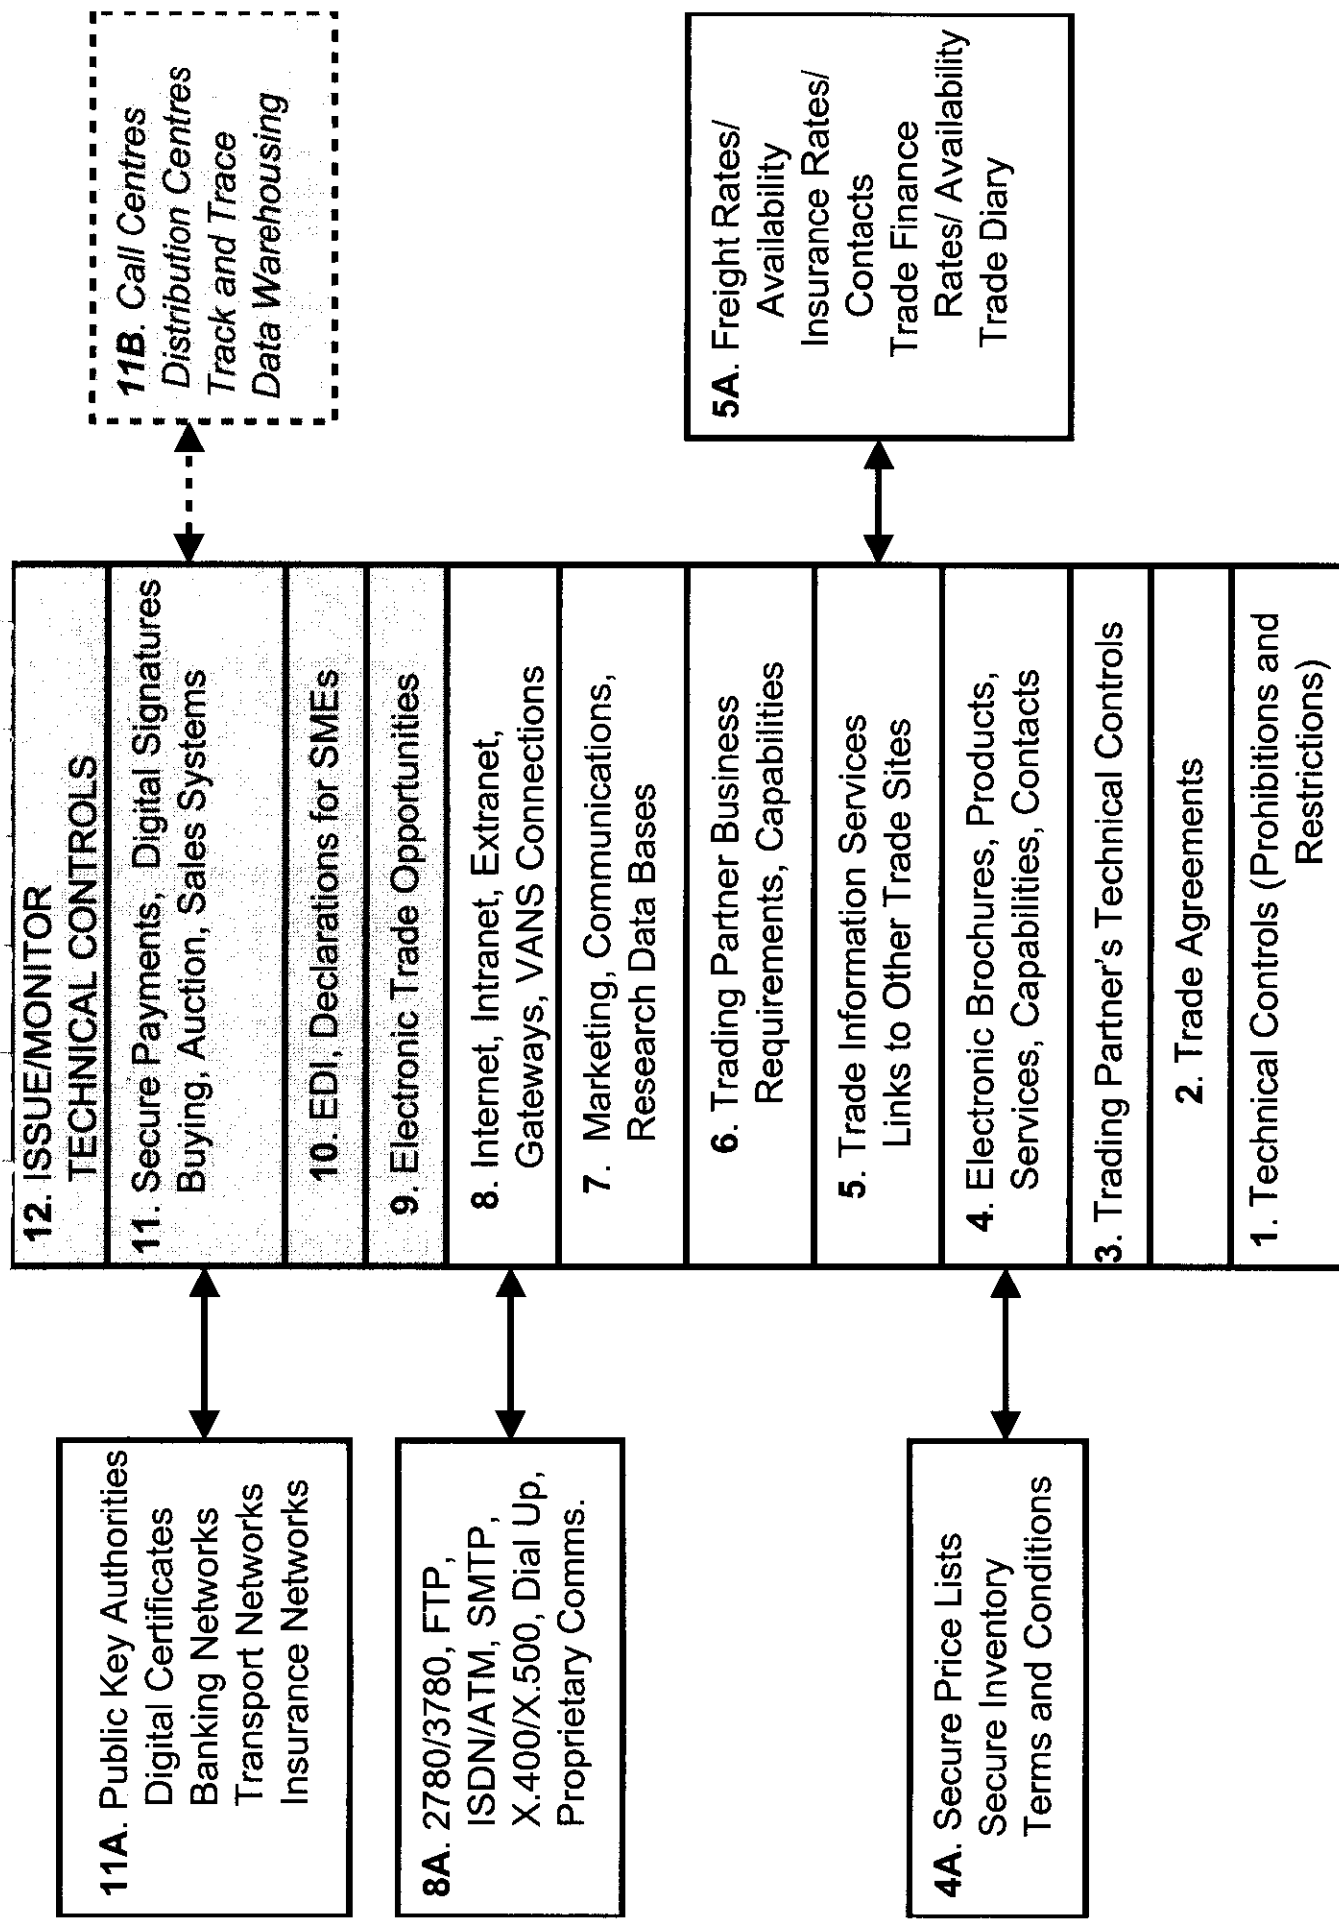 11A. Public Key Authorities
Digital Certificates
Banking Networks
Transport Networks
Insurance Networks
8A. 2780/3780, FTP,
ISDN/ATM, SMTP,
X.400/X.500, Dial Up,
Proprietary Comms.
4A. Secure Price Lists
Secure Inventory
Terms and Conditions
12. ISSUE/MONITOR
TECHNICAL CONTROLS
11. Secure Payments, Digital Signatures
Buying, Auction, Sales Systems
10. EDI, Declarations for SMEs
9. Electronic Trade Opportunities
8. Internet, Intranet, Extranet,
Gateways, VANS Connections
7. Marketing, Communications,
Research Data Bases
6. Trading Partner Business
Requirements, Capabilities
5. Trade Information Services
Links to Other Trade Sites
4. Electronic Brochures, Products,
Services, Capabilities, Contacts
3. Trading Partner's Technical Controls
2. Trade Agreements
1. Technical Controls (Prohibitions and
Restrictions)
11B. Call Centres
Distribution Centres
Track and Trace
Data Warehousing
5A. Freight Rates/
Availability
Insurance Rates/
Contacts
Trade Finance
Rates/ Availability
Trade Diary